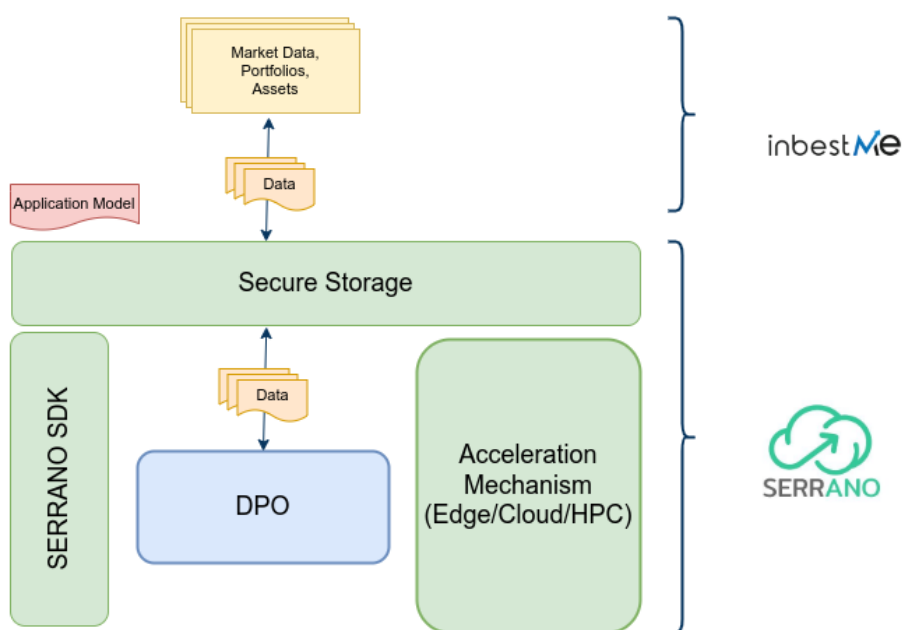 Market Data,
Portfolios,
Assets
inbestMe
Data
Application Model
Secure Storage
Data
SERRANO SDK
DPO
Acceleration
Mechanism
(Edge/Cloud/HPC)
SERRANO